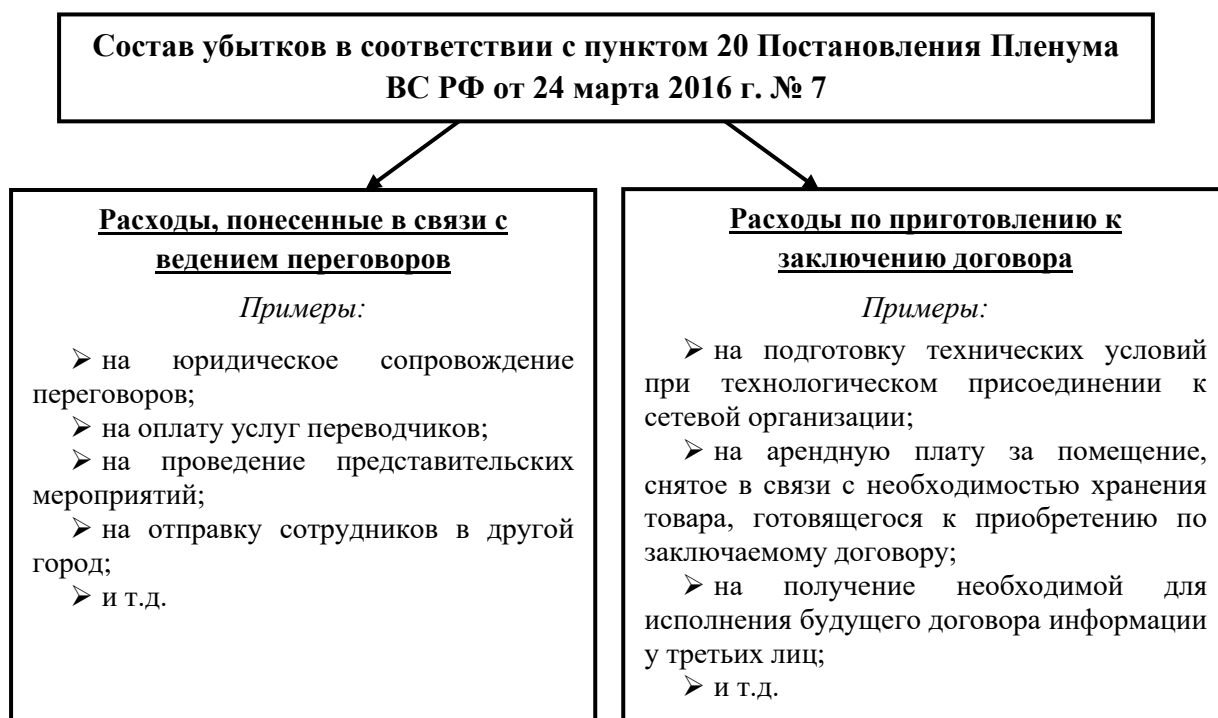 Состав убытков в соответствии с пунктом 20 Постановления Пленума
ВС РФ от 24 марта 2016 г. № 7
Расходы, понесенные в связи с
ведением переговоров
Примеры:
➢ на юридическое сопровождение
переговоров;
➢ на оплату услуг переводчиков;
➢ на проведение представительских
мероприятий;
➢ на отправку сотрудников в другой
город;
➢ и т.д.
Расходы по приготовлению к
заключению договора
Примеры:
➢ на подготовку технических условий
при технологическом присоединении к
сетевой организации;
➢ на арендную плату за помещение,
снятое в связи с необходимостью хранения
товара, готовящегося к приобретению по
заключаемому договору;
➢ на получение необходимой для
исполнения будущего договора информации
у третьих лиц;
➢ и т.д.